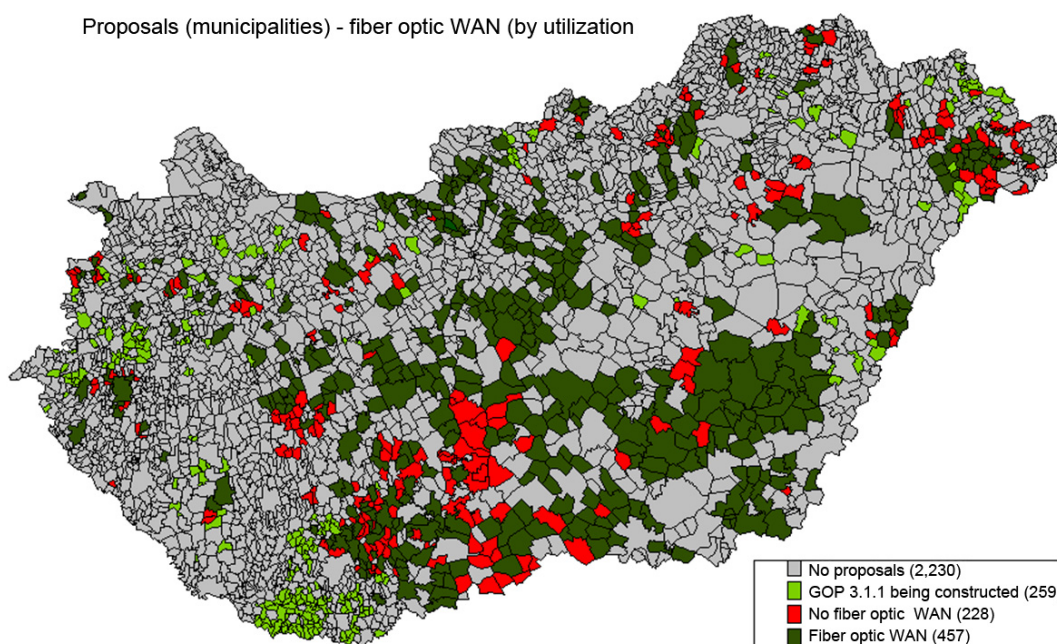 Proposals (municipalities) - fiber optic WAN (by utilization
No proposals (2,230)
GOP 3.1.1 being constructed (259
No fiber optic WAN (228)
Fiber optic WAN (457)